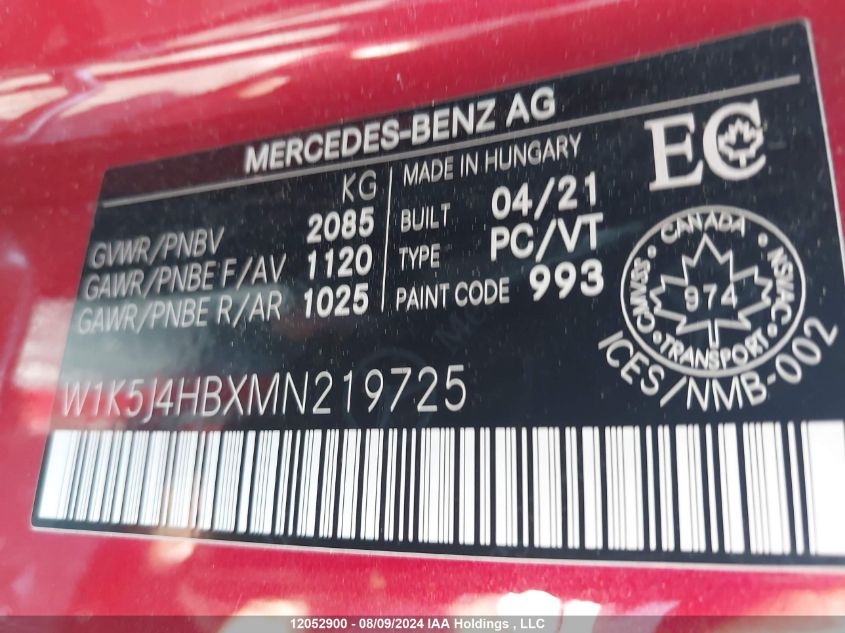 MERCEDES-BENZ AG
KG
MADE IN HUNGARY
EC
GVWR/PNBV 2085
BUILT 04/21
GAWR/PNBE F/AV 1120
TYPE PC/VT
GAWR/PNBE R/AR 1025
PAINT CODE 993
CANADA
CMVSS 974 NSVAC
TRANSPORT
ICES/NMB-002
W1K5J4HBXMN219725
12052900 - 08/09/2024 IAA Holdings , LLC